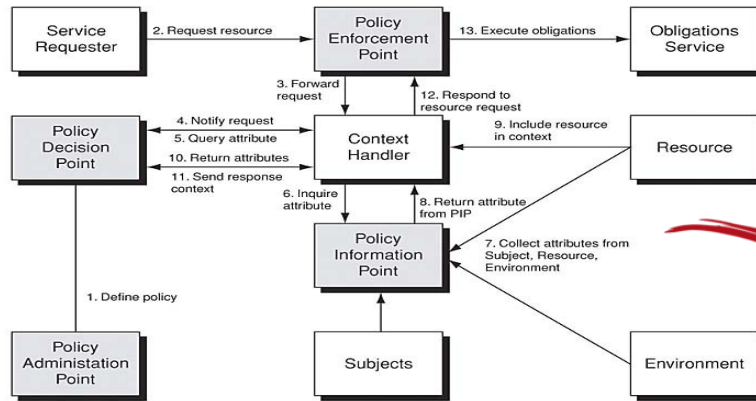 Service
Requester
2. Request resource
Policy
Enforcement
Point
13. Execute obligations
Obligations
Service
3. Forward
request
12. Respond to
resource request
Policy
Decision
Point
4. Notify request
5. Query attribute
10. Return attributes
11. Send response
context
Context
Handler
9. Include resource
in context
Resource
6. Inquire
attribute
8. Return attribute
from PIP
Policy
Information
Point
7. Collect attributes from
Subject, Resource,
Environment
1. Define policy
Policy
Administation
Point
Subjects
Environment